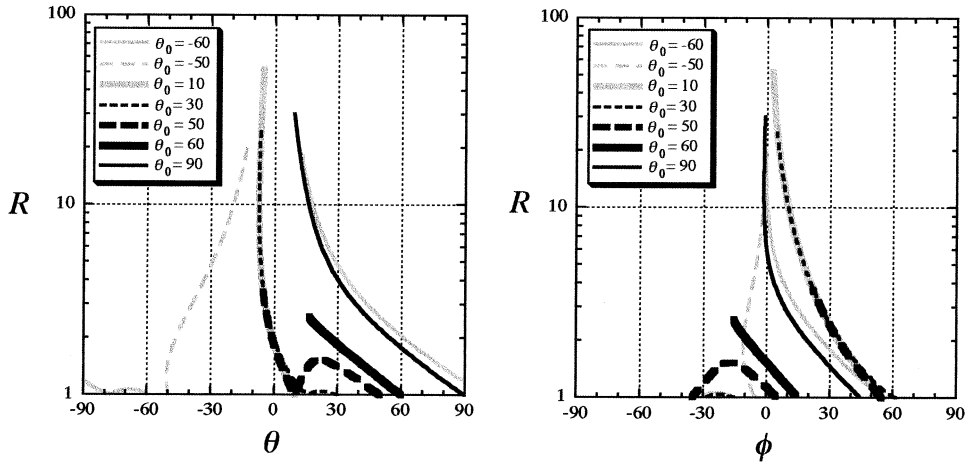 100
θ₀ = -60
θ₀ = -50
θ₀ = 10
θ₀ = 30
θ₀ = 50
θ₀ = 60
θ₀ = 90
R
10
1
-90 -60 -30 0 30 60 90
θ
100
θ₀ = -60
θ₀ = -50
θ₀ = 10
θ₀ = 30
θ₀ = 50
θ₀ = 60
θ₀ = 90
R
10
1
-90 -60 -30 0 30 60 90
ϕ